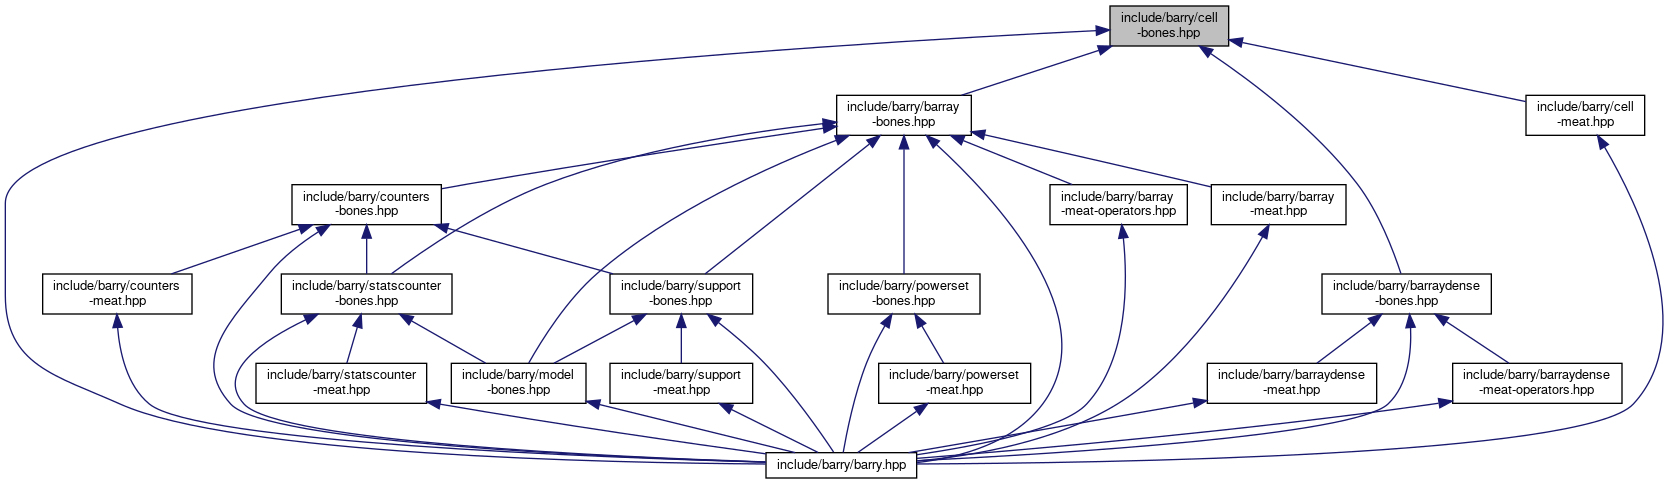 include/barry/cell
-bones.hpp
include/barry/barray
-bones.hpp
include/barry/cell
-meat.hpp
include/barry/counters
-bones.hpp
include/barry/barray
-meat-operators.hpp
include/barry/barray
-meat.hpp
include/barry/counters
-meat.hpp
include/barry/statscounter
-bones.hpp
include/barry/support
-bones.hpp
include/barry/powerset
-bones.hpp
include/barry/barraydense
-bones.hpp
include/barry/statscounter
-meat.hpp
include/barry/model
-bones.hpp
include/barry/support
-meat.hpp
include/barry/powerset
-meat.hpp
include/barry/barraydense
-meat.hpp
include/barry/barraydense
-meat-operators.hpp
include/barry/barry.hpp